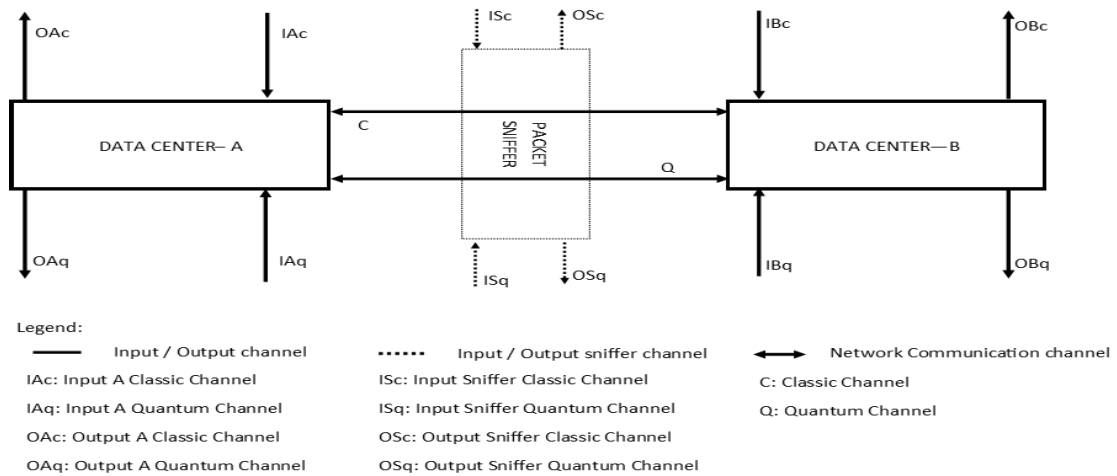 OAc
IAc
ISc
OSc
IBc
OBc
DATA CENTER– A
C
PACKET
SNIFFER
Q
DATA CENTER—B
OAq
IAq
ISq
OSq
IBq
OBq
Legend:
Input / Output channel
Input / Output sniffer channel
Network Communication channel
IAc: Input A Classic Channel
ISc: Input Sniffer Classic Channel
C: Classic Channel
IAq: Input A Quantum Channel
ISq: Input Sniffer Quantum Channel
Q: Quantum Channel
OAc: Output A Classic Channel
OSc: Output Sniffer Classic Channel
OAq: Output A Quantum Channel
OSq: Output Sniffer Quantum Channel